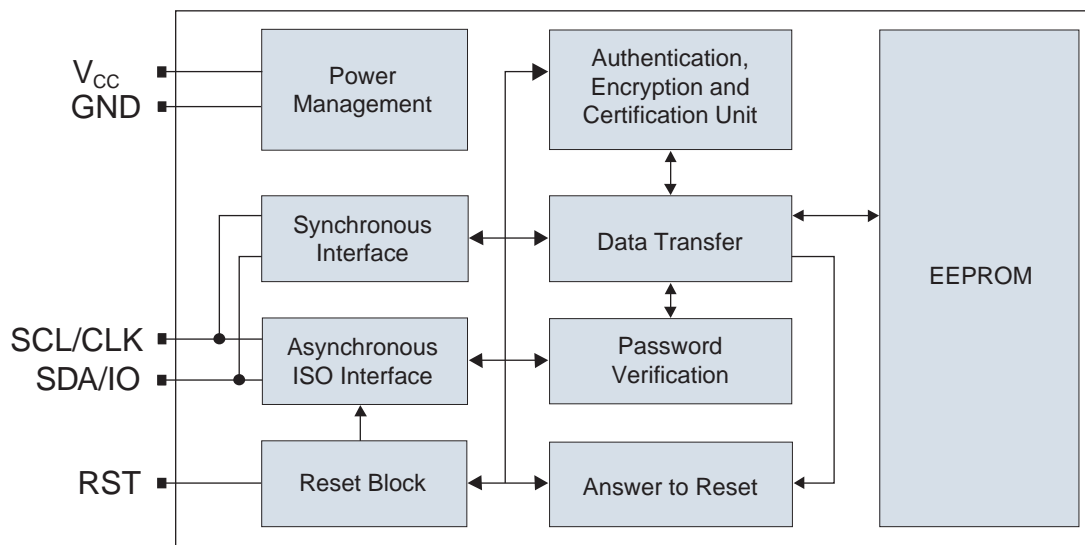 V_CC
GND
SCL/CLK
SDA/IO
RST
Power
Management
Synchronous
Interface
Asynchronous
ISO Interface
Reset Block
Authentication,
Encryption and
Certification Unit
Data Transfer
Password
Verification
Answer to Reset
EEPROM